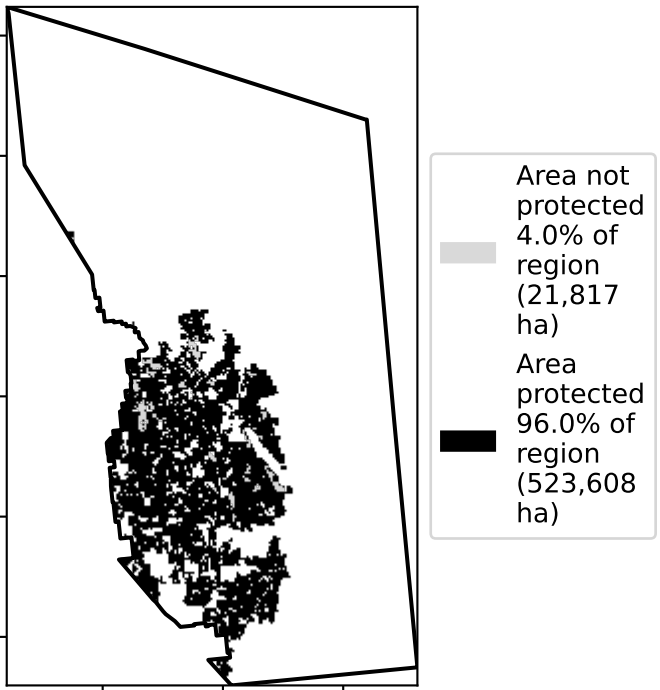 Area not
protected
4.0% of
region
(21,817
ha)
Area
protected
96.0% of
region
(523,608
ha)